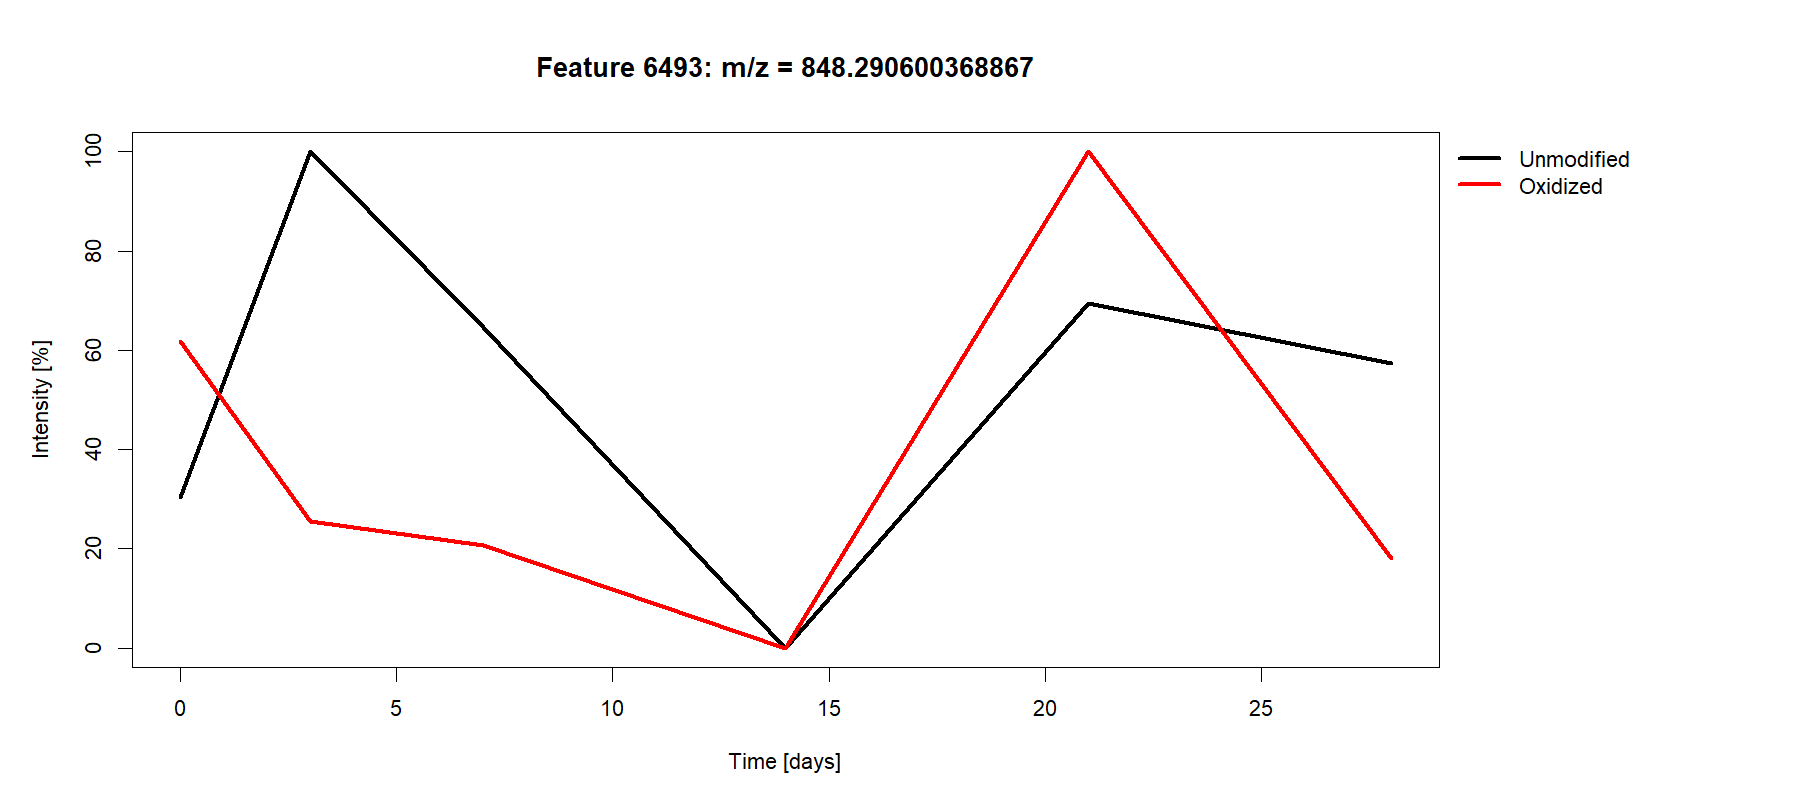 Feature 6493: m/z = 848.290600368867
Unmodified
Oxidized
Intensity [%]
100
80
60
40
20
0
0 5 10 15 20 25
Time [days]